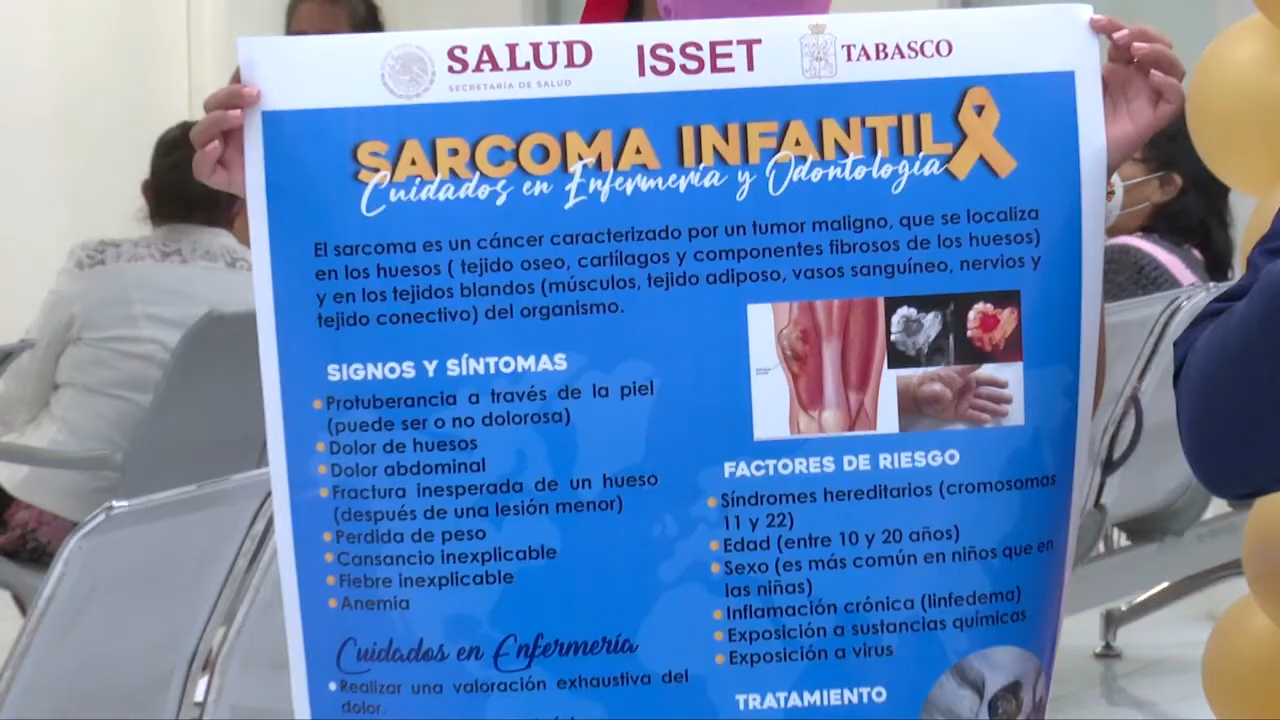 SALUD
SECRETARÍA DE SALUD
ISSET
TABASCO
SARCOMA INFANTIL
Cuidados en Enfermería y Odontología
El sarcoma es un cáncer caracterizado por un tumor maligno, que se localiza
en los huesos ( tejido oseo, cartílagos y componentes fibrosos de los huesos)
y en los tejidos blandos (músculos, tejido adiposo, vasos sanguíneo, nervios y
tejido conectivo) del organismo.
SIGNOS Y SÍNTOMAS
Protuberancia a través de la piel
(puede ser o no dolorosa)
Dolor de huesos
Dolor abdominal
Fractura inesperada de un hueso
(después de una lesión menor)
Perdida de peso
Cansancio inexplicable
Fiebre inexplicable
Anemia
Cuidados en Enfermería
Realizar una valoración exhaustiva del
dolor.
FACTORES DE RIESGO
Síndromes hereditarios (cromosomas
11 y 22)
Edad (entre 10 y 20 años)
Sexo (es más común en niños que en
las niñas)
Inflamación crónica (linfedema)
Exposición a sustancias químicas
Exposición a virus
TRATAMIENTO